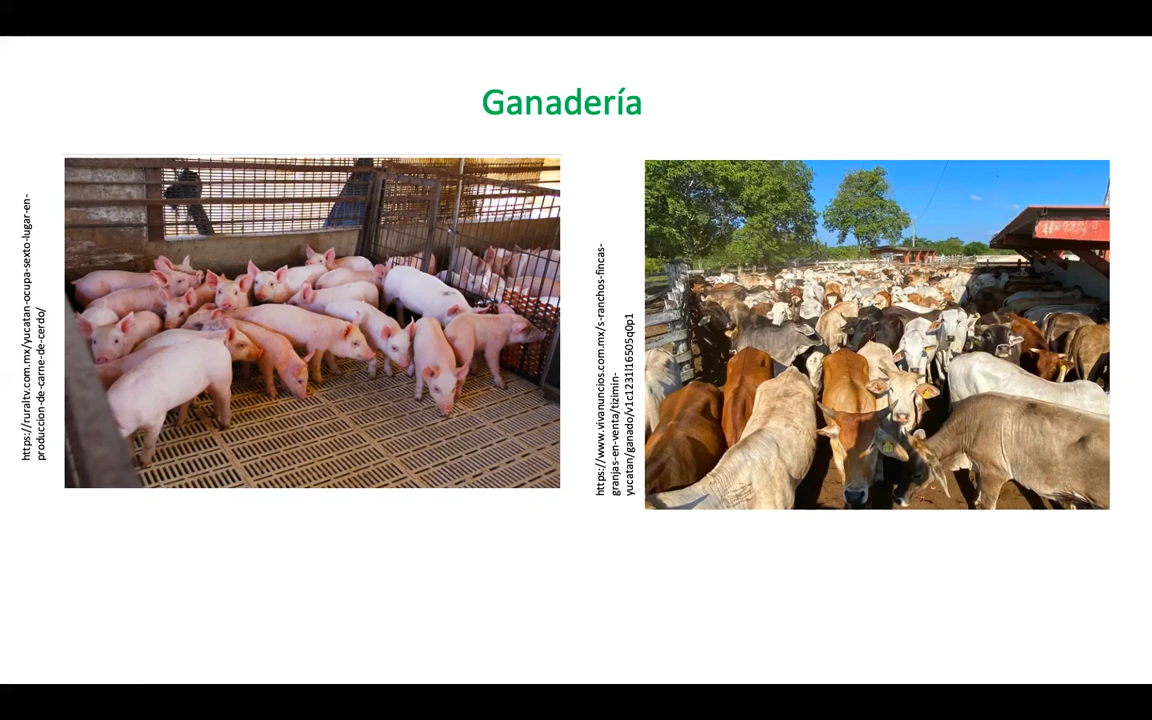 Ganadería
https://ruraltv.com.mx/yucatan-ocupa-sexto-lugar-en-
produccion-de-carne-de-cerdo/
https://www.vivanuncios.com.mx/s-ranchos-fincas-
granjas-en-venta/tizimin-
yucatan/ganado/v1c1231l16505q0p1